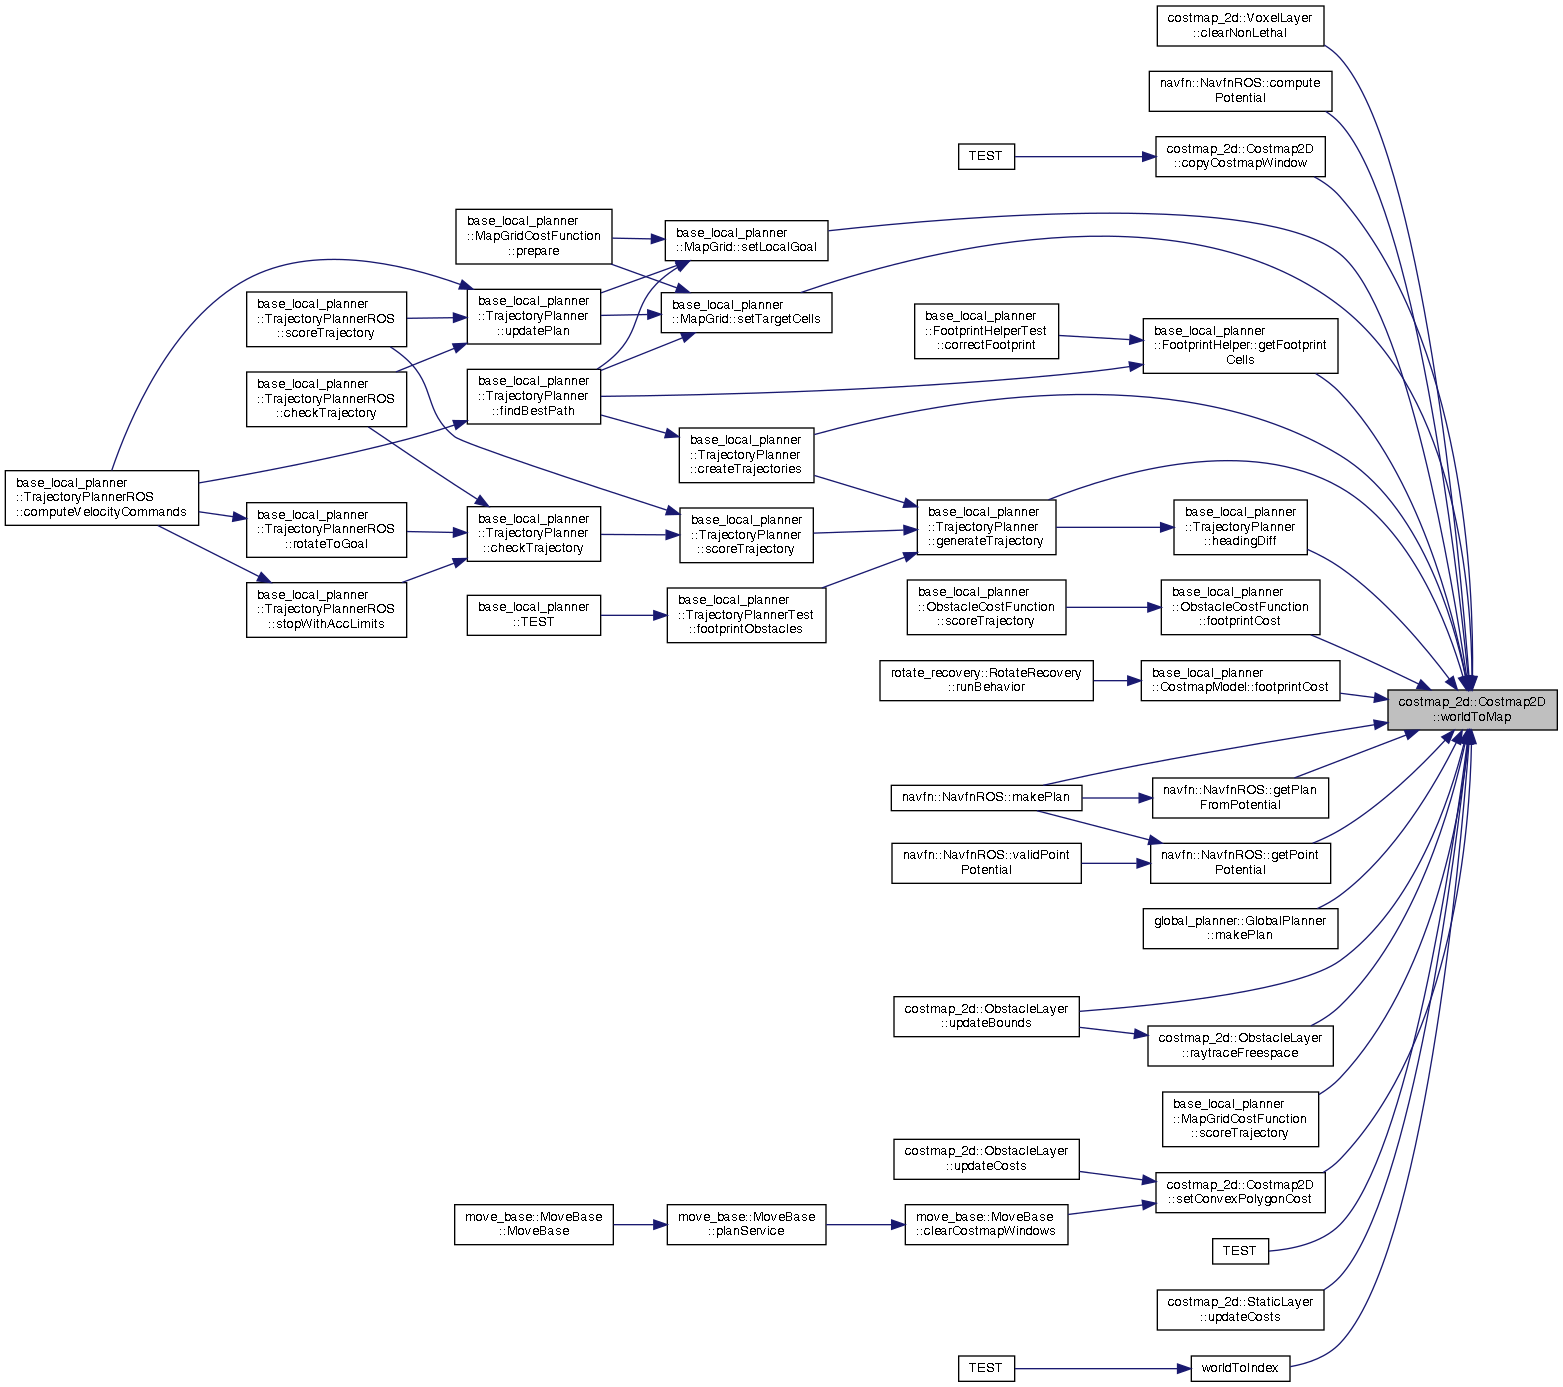 costmap_2d::VoxelLayer
::clearNonLethal
navfn::NavfnROS::compute
Potential
TEST
costmap_2d::Costmap2D
::copyCostmapWindow
base_local_planner
::MapGridCostFunction
::prepare
base_local_planner
::MapGrid::setLocalGoal
base_local_planner
::TrajectoryPlannerROS
::scoreTrajectory
base_local_planner
::TrajectoryPlanner
::updatePlan
base_local_planner
::MapGrid::setTargetCells
base_local_planner
::FootprintHelperTest
::correctFootprint
base_local_planner
::FootprintHelper::getFootprint
Cells
base_local_planner
::TrajectoryPlannerROS
::checkTrajectory
base_local_planner
::TrajectoryPlanner
::findBestPath
base_local_planner
::TrajectoryPlanner
::createTrajectories
base_local_planner
::TrajectoryPlannerROS
::computeVelocityCommands
base_local_planner
::TrajectoryPlannerROS
::rotateToGoal
base_local_planner
::TrajectoryPlanner
::checkTrajectory
base_local_planner
::TrajectoryPlanner
::scoreTrajectory
base_local_planner
::TrajectoryPlanner
::generateTrajectory
base_local_planner
::TrajectoryPlanner
::headingDiff
base_local_planner
::TrajectoryPlannerROS
::stopWithAccLimits
base_local_planner
::TEST
base_local_planner
::TrajectoryPlannerTest
::footprintObstacles
base_local_planner
::ObstacleCostFunction
::scoreTrajectory
base_local_planner
::ObstacleCostFunction
::footprintCost
rotate_recovery::RotateRecovery
::runBehavior
base_local_planner
::CostmapModel::footprintCost
costmap_2d::Costmap2D
::worldToMap
navfn::NavfnROS::makePlan
navfn::NavfnROS::getPlan
FromPotential
navfn::NavfnROS::validPoint
Potential
navfn::NavfnROS::getPoint
Potential
global_planner::GlobalPlanner
::makePlan
costmap_2d::ObstacleLayer
::updateBounds
costmap_2d::ObstacleLayer
::raytraceFreespace
base_local_planner
::MapGridCostFunction
::scoreTrajectory
costmap_2d::ObstacleLayer
::updateCosts
costmap_2d::Costmap2D
::setConvexPolygonCost
move_base::MoveBase
::MoveBase
move_base::MoveBase
::planService
move_base::MoveBase
::clearCostmapWindows
TEST
costmap_2d::StaticLayer
::updateCosts
TEST
worldToIndex